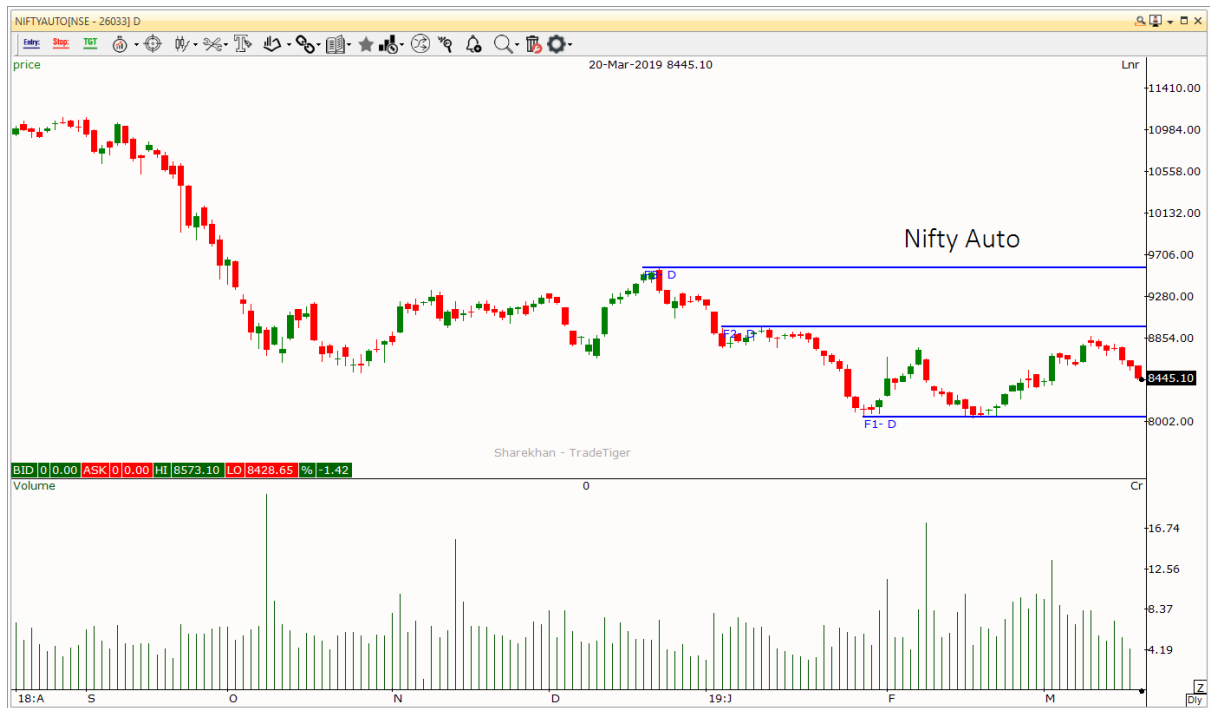 NIFTYAUTO[NSE - 26033] D
Entry: Stop: TGT
price 20-Mar-2019 8445.10 Lnr
11410.00
10984.00
10558.00
10132.00
Nifty Auto
9706.00
D
9280.00
F2- D
8854.00
8445.10
8002.00
F1- D
Sharekhan - TradeTiger
BID 0 0.00 ASK 0 0.00 HI 8573.10 LO 8428.65 % -1.42
Volume 0 Cr
16.74
12.56
8.37
4.19
18:A S O N D 19:J F M
Z
Dly